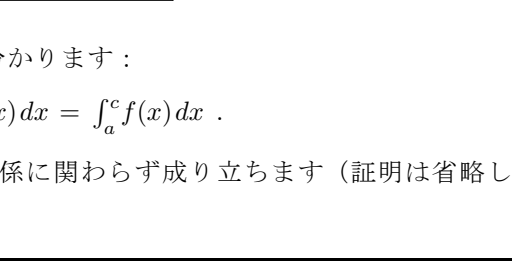 かります：
)dx = ∫_a^c f(x)dx .
係に関わらず成り立ちます（証明は省略し